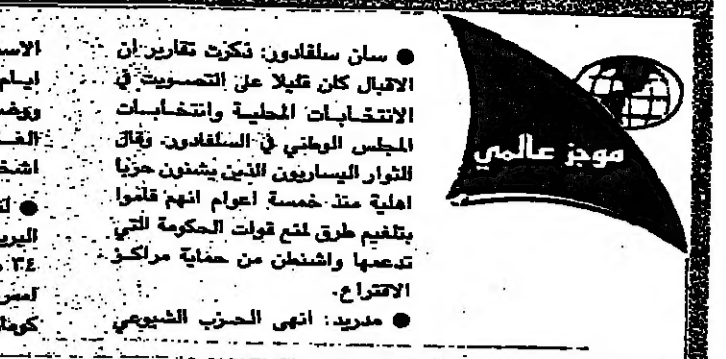 موجز عالمي
● سان سلفادور: ذكرت تقارير ان
الاقبال كان قليلا على التصويت في
الانتخابات المحلية وانتخابات
المجلس الوطني في السلفادور. وقال
الثوار اليساريون الذين يشنون حربا
اهلية منذ خمسة اعوام انهم قاموا
بتلغيم طرق لمنع قوات الحكومة التي
تدعمها واشنطن من حماية مراكز
الاقتراع.
● مدريد: انهى الحزب الشيوعي
ايام
٣٤